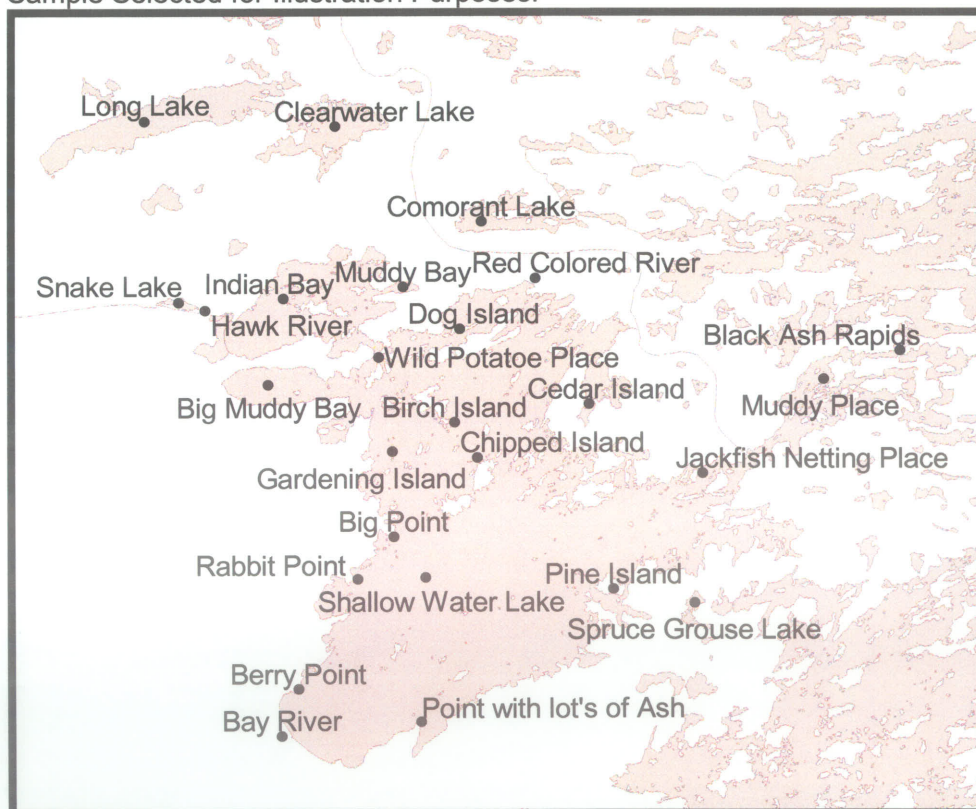 Sample Selected for Illustration Purposes.
Long Lake
Clearwater Lake
Comorant Lake
Red Colored River
Muddy Bay
Indian Bay
Snake Lake
Hawk River
Dog Island
Black Ash Rapids
Wild Potatoe Place
Cedar Island
Muddy Place
Big Muddy Bay
Birch Island
Chipped Island
Jackfish Netting Place
Gardening Island
Big Point
Rabbit Point
Pine Island
Shallow Water Lake
Spruce Grouse Lake
Berry Point
Point with lot's of Ash
Bay River